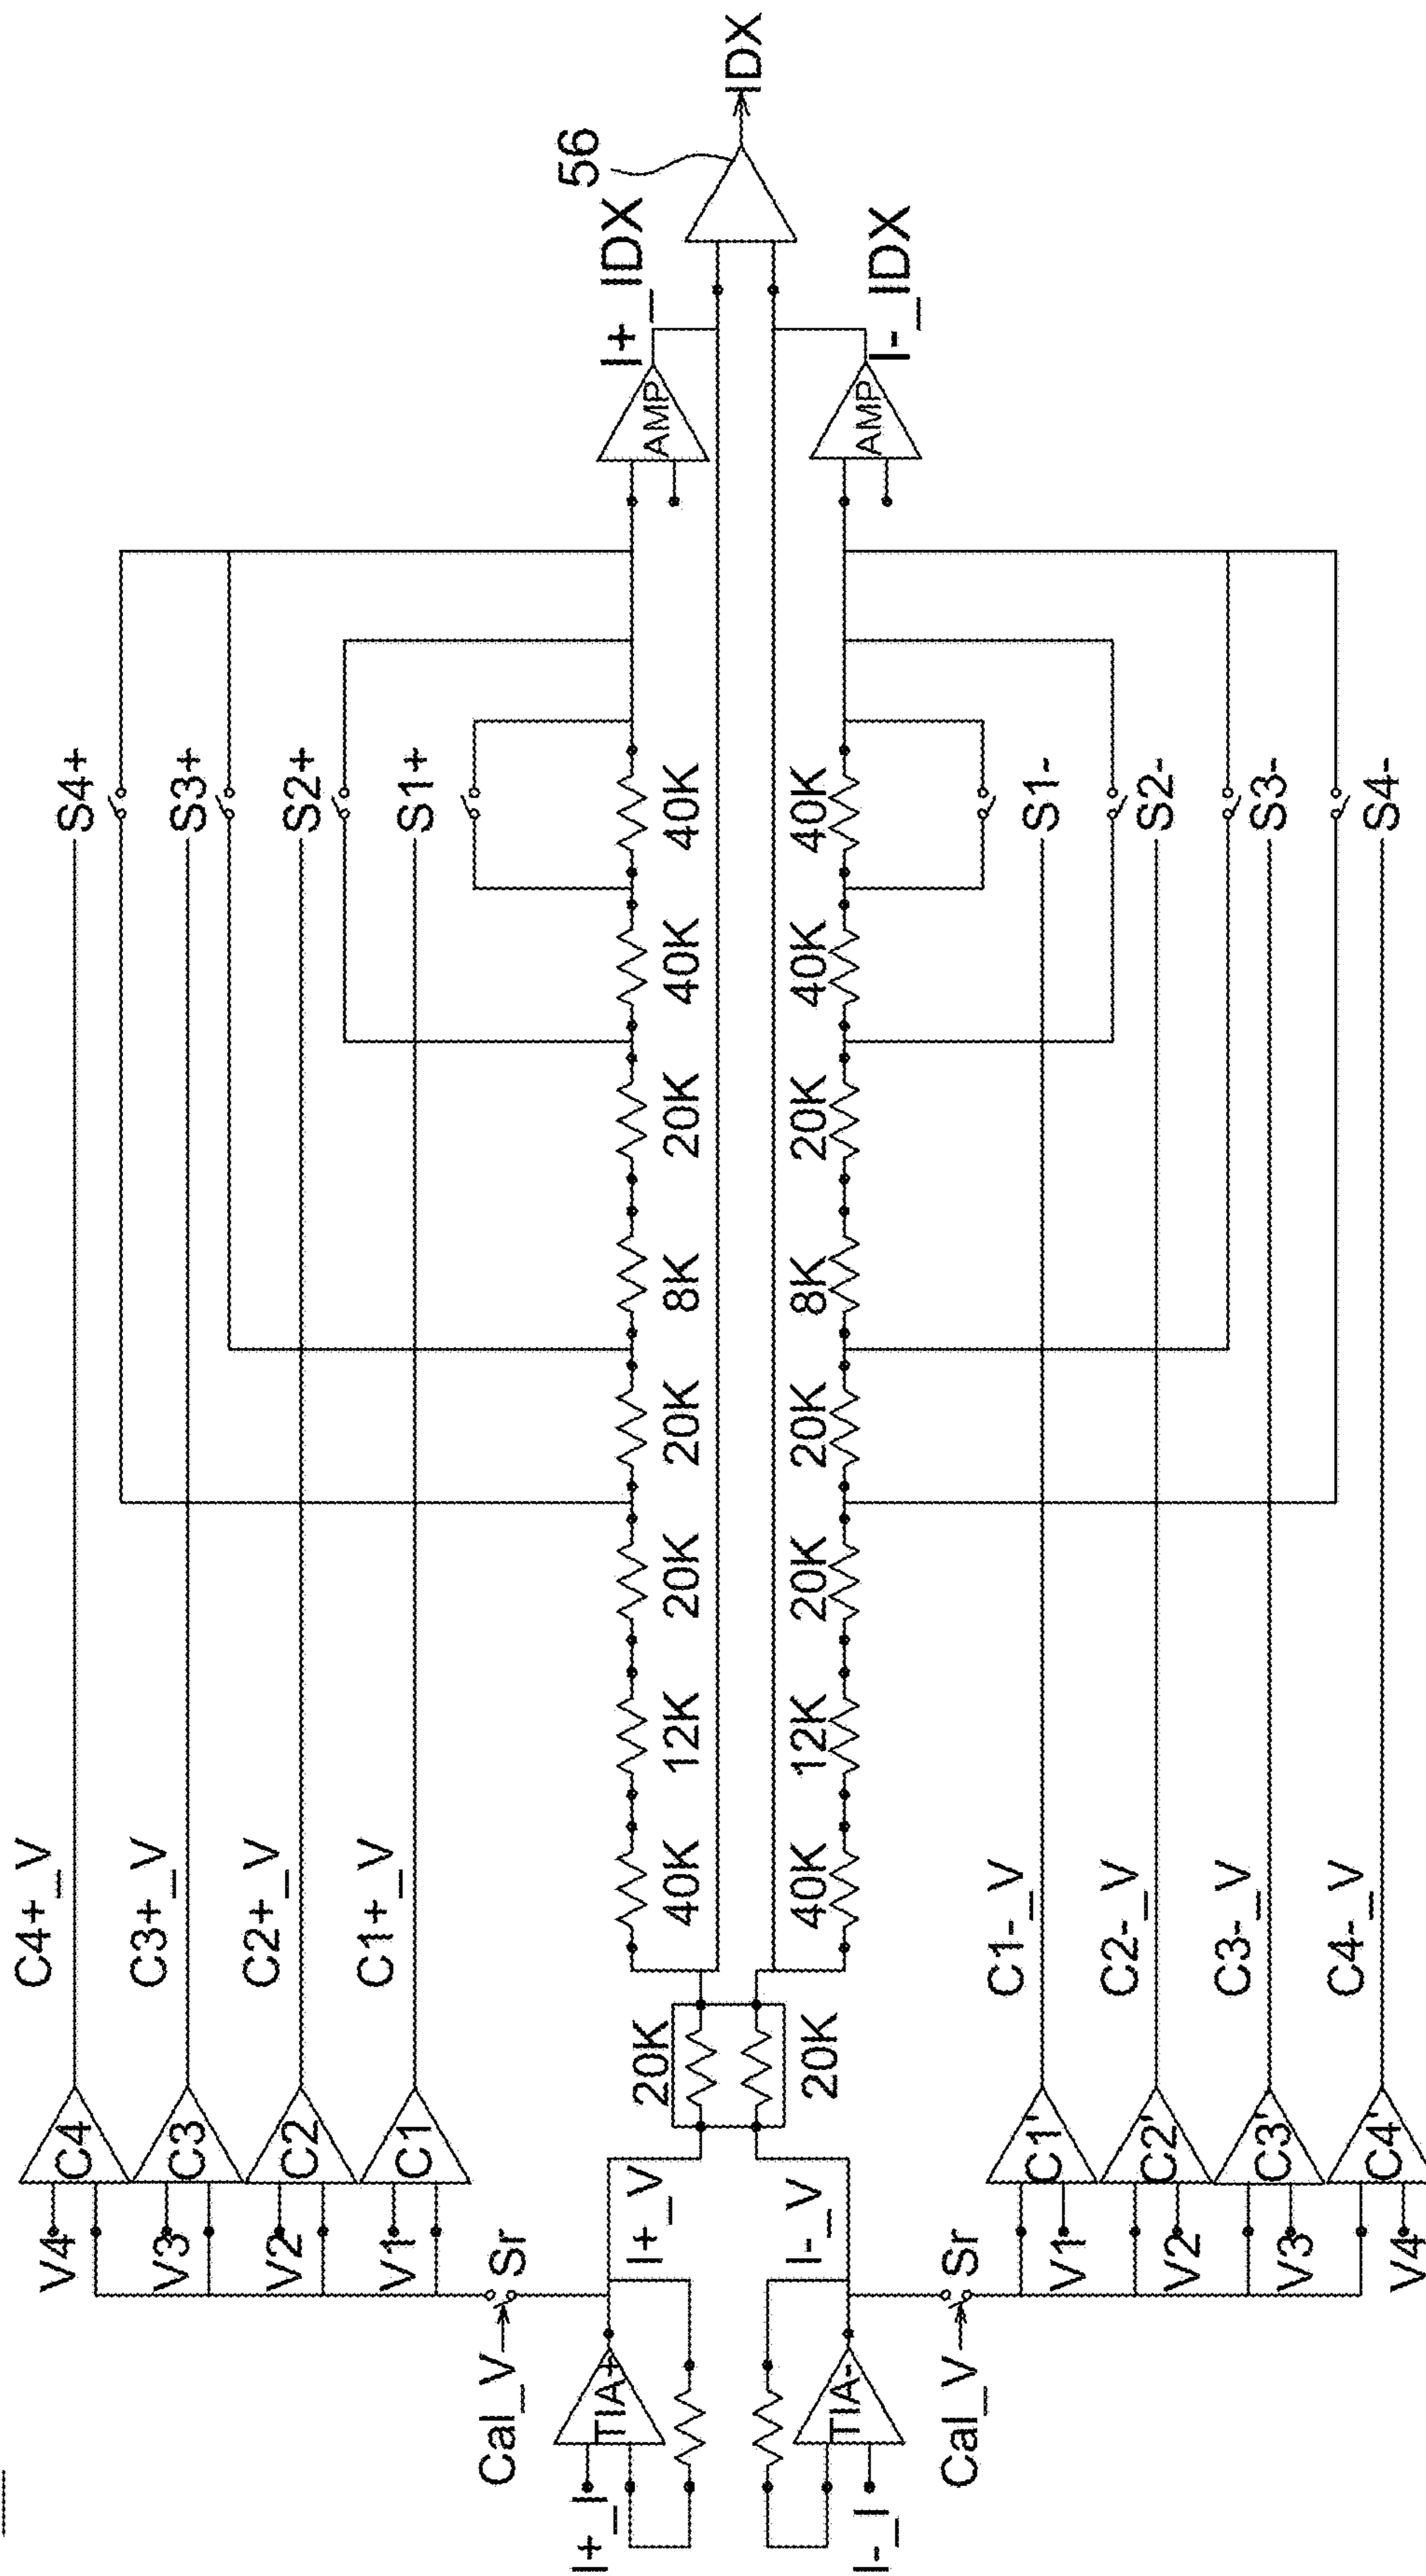 C4+_V
C3+_V
C2+_V
C1+_V
S4+
S3+
S2+
S1+
C4
C3
C2
C1
V4
V3
V2
V1
Sr
Cal_V
I+_I
TIA+
I+_V
20K
40K
12K
20K
20K
8K
20K
40K
40K
AMP
I+_IDX
56
IDX
I-_I
TIA-
I-_V
20K
40K
12K
20K
20K
8K
20K
40K
40K
AMP
I-_IDX
Cal_V
Sr
V1
V2
V3
V4
C1'
C2'
C3'
C4'
C1-_V
C2-_V
C3-_V
C4-_V
S1-
S2-
S3-
S4-